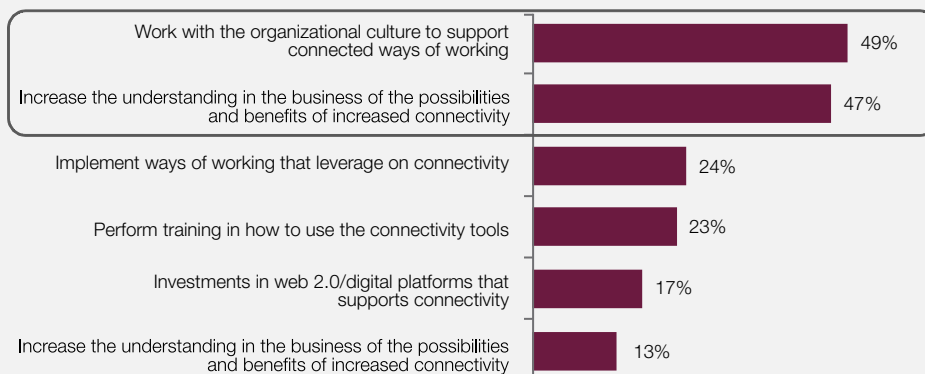 Work with the organizational culture to support
connected ways of working
49%
Increase the understanding in the business of the possibilities
and benefits of increased connectivity
47%
Implement ways of working that leverage on connectivity
24%
Perform training in how to use the connectivity tools
23%
Investments in web 2.0/digital platforms that
supports connectivity
17%
Increase the understanding in the business of the possibilities
and benefits of increased connectivity
13%